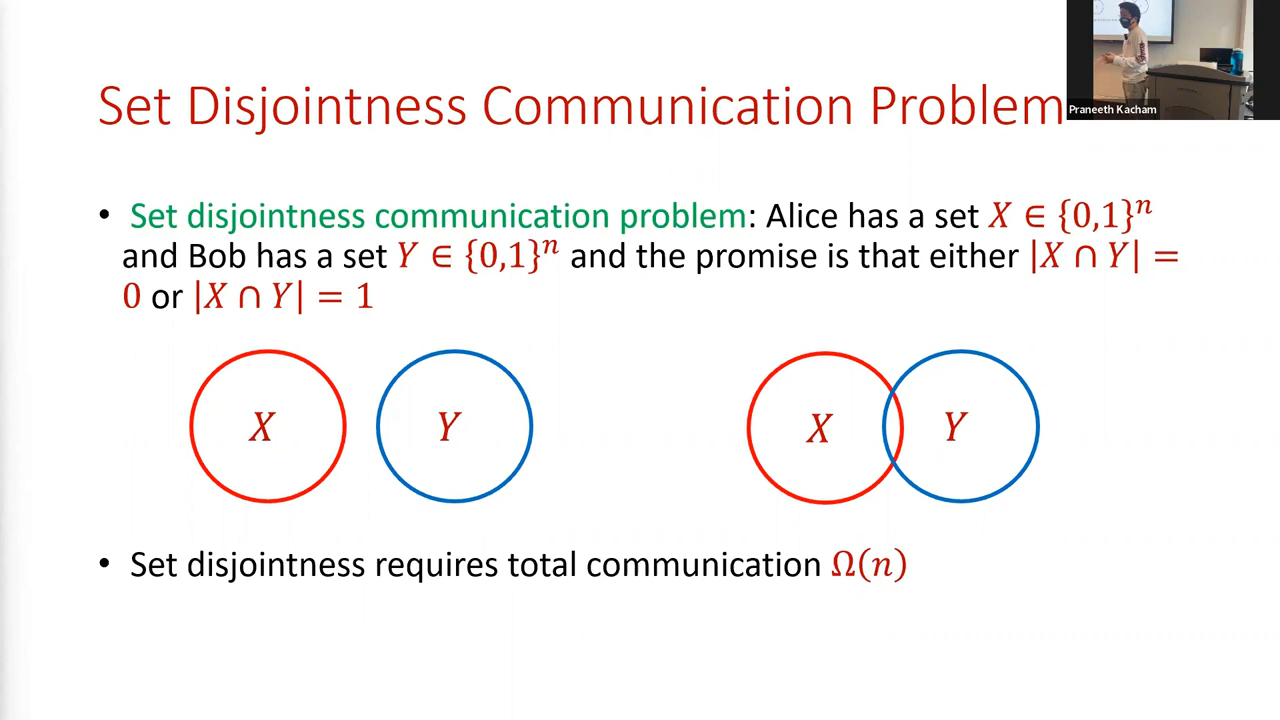 Set Disjointness Communication Problem
Praneeth Kacham
• Set disjointness communication problem: Alice has a set X ∈ {0,1}ⁿ
and Bob has a set Y ∈ {0,1}ⁿ and the promise is that either |X ∩ Y| =
0 or |X ∩ Y| = 1
X Y X Y
• Set disjointness requires total communication Ω(n)